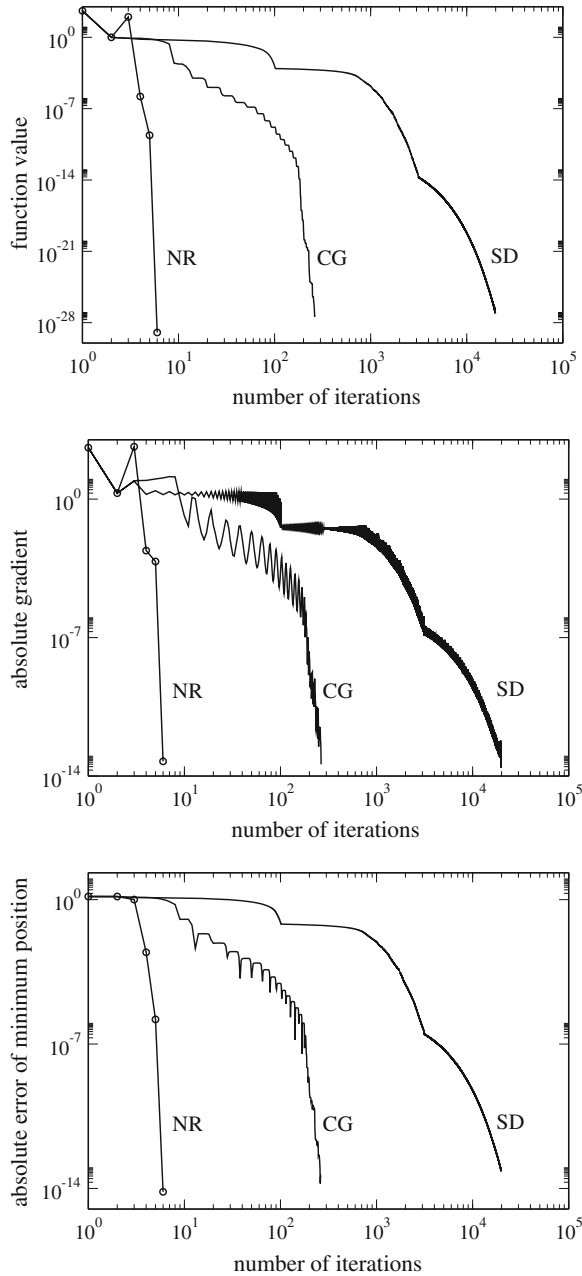 function value
10^0
10^-7
10^-14
10^-21
10^-28
NR
CG
SD
10^0 10^1 10^2 10^3 10^4 10^5
number of iterations
absolute gradient
10^0
10^-7
10^-14
NR
CG
SD
10^0 10^1 10^2 10^3 10^4 10^5
number of iterations
absolute error of minimum position
10^0
10^-7
10^-14
NR
CG
SD
10^0 10^1 10^2 10^3 10^4 10^5
number of iterations